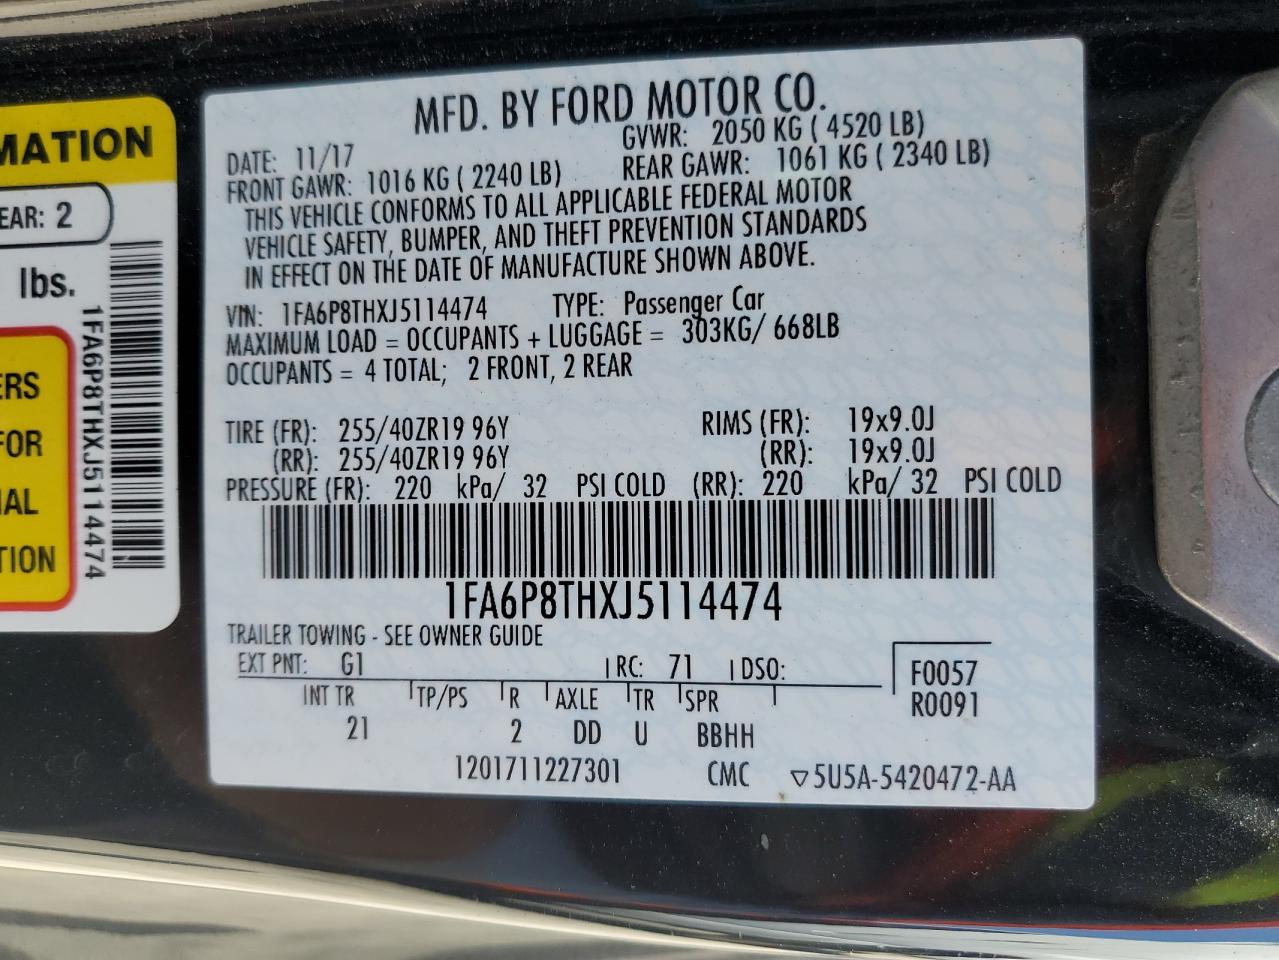 MATION
EAR: 2
lbs.
ERS
FOR
IAL
TION
1FA6P8THXJ5114474
MFD. BY FORD MOTOR CO.
DATE: 11/17 GVWR: 2050 KG ( 4520 LB)
FRONT GAWR: 1016 KG ( 2240 LB) REAR GAWR: 1061 KG ( 2340 LB)
THIS VEHICLE CONFORMS TO ALL APPLICABLE FEDERAL MOTOR
VEHICLE SAFETY, BUMPER, AND THEFT PREVENTION STANDARDS
IN EFFECT ON THE DATE OF MANUFACTURE SHOWN ABOVE.
VIN: 1FA6P8THXJ5114474 TYPE: Passenger Car
MAXIMUM LOAD = OCCUPANTS + LUGGAGE = 303KG/ 668LB
OCCUPANTS = 4 TOTAL; 2 FRONT, 2 REAR
TIRE (FR): 255/40ZR19 96Y RIMS (FR): 19x9.0J
(RR): 255/40ZR19 96Y (RR): 19x9.0J
PRESSURE (FR): 220 kPa/ 32 PSI COLD (RR): 220 kPa/ 32 PSI COLD
1FA6P8THXJ5114474
TRAILER TOWING - SEE OWNER GUIDE
EXT PNT: G1 RC: 71 DSO: F0057
INT TR TP/PS R AXLE TR SPR R0091
21 2 DD U BBHH
1201711227301 CMC ▽5U5A-5420472-AA